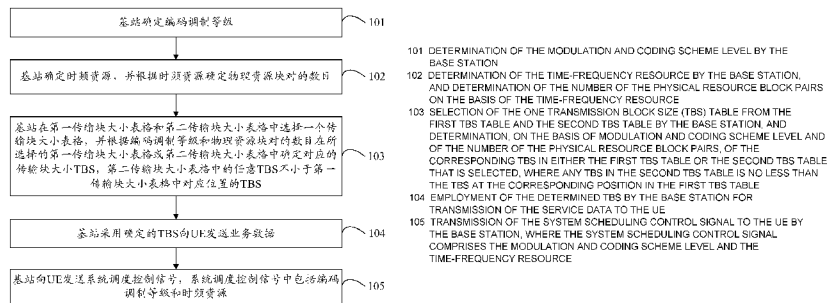 基站确定编码调制等级
101
基站确定时频资源，并根据时频资源确定物理资源块对的数目
102
基站在第一传输块大小表格和第二传输块大小表格中选择一个传
输块大小表格，并根据编码调制等级和物理资源块对的数目在所
选择的第一传输块大小表格或第二传输块大小表格中确定对应的
传输块大小TBS，第二传输块大小表格中的任意TBS不小于第一
传输块大小表格中对应位置的TBS
103
基站采用确定的TBS向UE发送业务数据
104
基站向UE发送系统调度控制信号，系统调度控制信号中包括编码
调制等级和时频资源
105
101 DETERMINATION OF THE MODULATION AND CODING SCHEME LEVEL BY THE
BASE STATION
102 DETERMINATION OF THE TIME-FREQUENCY RESOURCE BY THE BASE STATION,
AND DETERMINATION OF THE NUMBER OF THE PHYSICAL RESOURCE BLOCK PAIRS
ON THE BASIS OF THE TIME-FREQUENCY RESOURCE
103 SELECTION OF THE ONE TRANSMISSION BLOCK SIZE (TBS) TABLE FROM THE
FIRST TBS TABLE AND THE SECOND TBS TABLE BY THE BASE STATION, AND
DETERMINATION, ON THE BASIS OF MODULATION AND CODING SCHEME LEVEL AND
OF THE NUMBER OF THE PHYSICAL RESOURCE BLOCK PAIRS, OF THE
CORRESPONDING TBS IN EITHER THE FIRST TBS TABLE OR THE SECOND TBS TABLE
THAT IS SELECTED, WHERE ANY TBS IN THE SECOND TBS TABLE IS NO LESS THAN
THE TBS AT THE CORRESPONDING POSITION IN THE FIRST TBS TABLE
104 EMPLOYMENT OF THE DETERMINED TBS BY THE BASE STATION FOR
TRANSMISSION OF THE SERVICE DATA TO THE UE
105 TRANSMISSION OF THE SYSTEM SCHEDULING CONTROL SIGNAL TO THE UE BY
THE BASE STATION, WHERE THE SYSTEM SCHEDULING CONTROL SIGNAL
COMPRISES THE MODULATION AND CODING SCHEME LEVEL AND THE
TIME-FREQUENCY RESOURCE